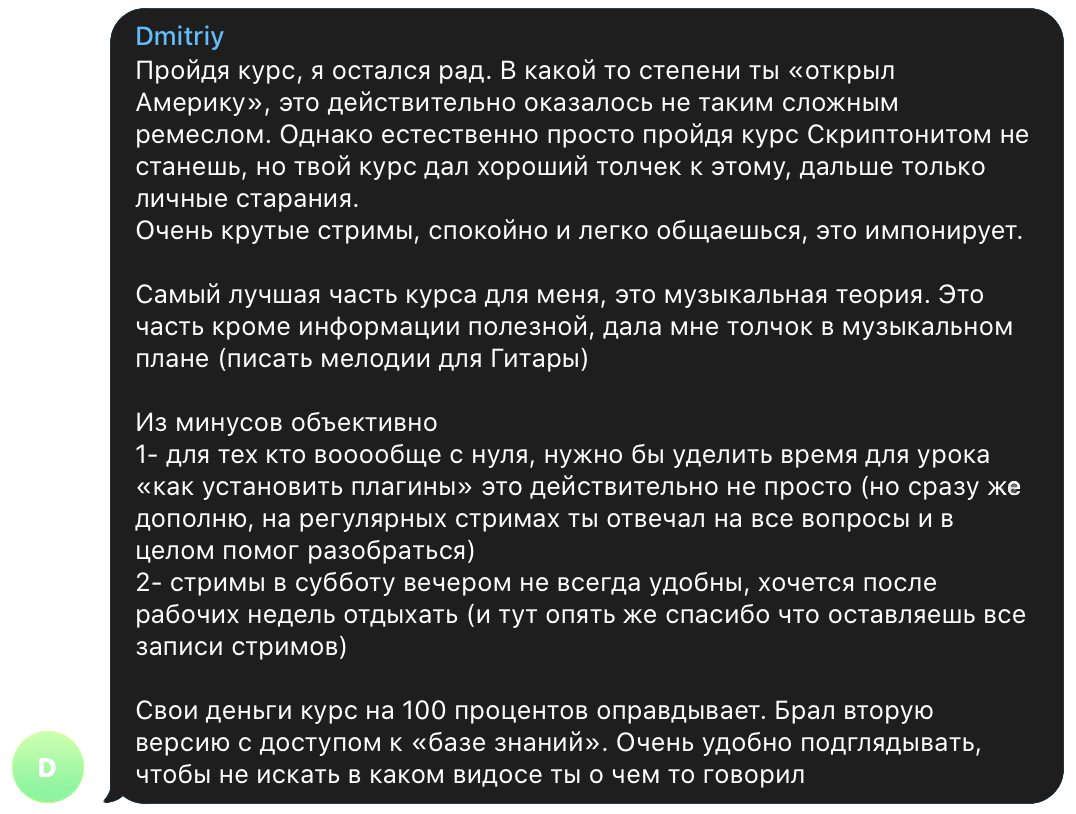 Dmitriy
Пройдя курс, я остался рад. В какой то степени ты «открыл
Америку», это действительно оказалось не таким сложным
ремеслом. Однако естественно просто пройдя курс Скриптонитом не
станешь, но твой курс дал хороший толчек к этому, дальше только
личные старания.
Очень крутые стримы, спокойно и легко общаешься, это импонирует.
Самый лучшая часть курса для меня, это музыкальная теория. Это
часть кроме информации полезной, дала мне толчок в музыкальном
плане (писать мелодии для Гитары)
Из минусов объективно
1- для тех кто вооообще с нуля, нужно бы уделить время для урока
«как установить плагины» это действительно не просто (но сразу же
дополню, на регулярных стримах ты отвечал на все вопросы и в
целом помог разобраться)
2- стримы в субботу вечером не всегда удобны, хочется после
рабочих недель отдыхать (и тут опять же спасибо что оставляешь все
записи стримов)
Свои деньги курс на 100 процентов оправдывает. Брал вторую
версию с доступом к «базе знаний». Очень удобно подглядывать,
чтобы не искать в каком видосе ты о чем то говорил
D